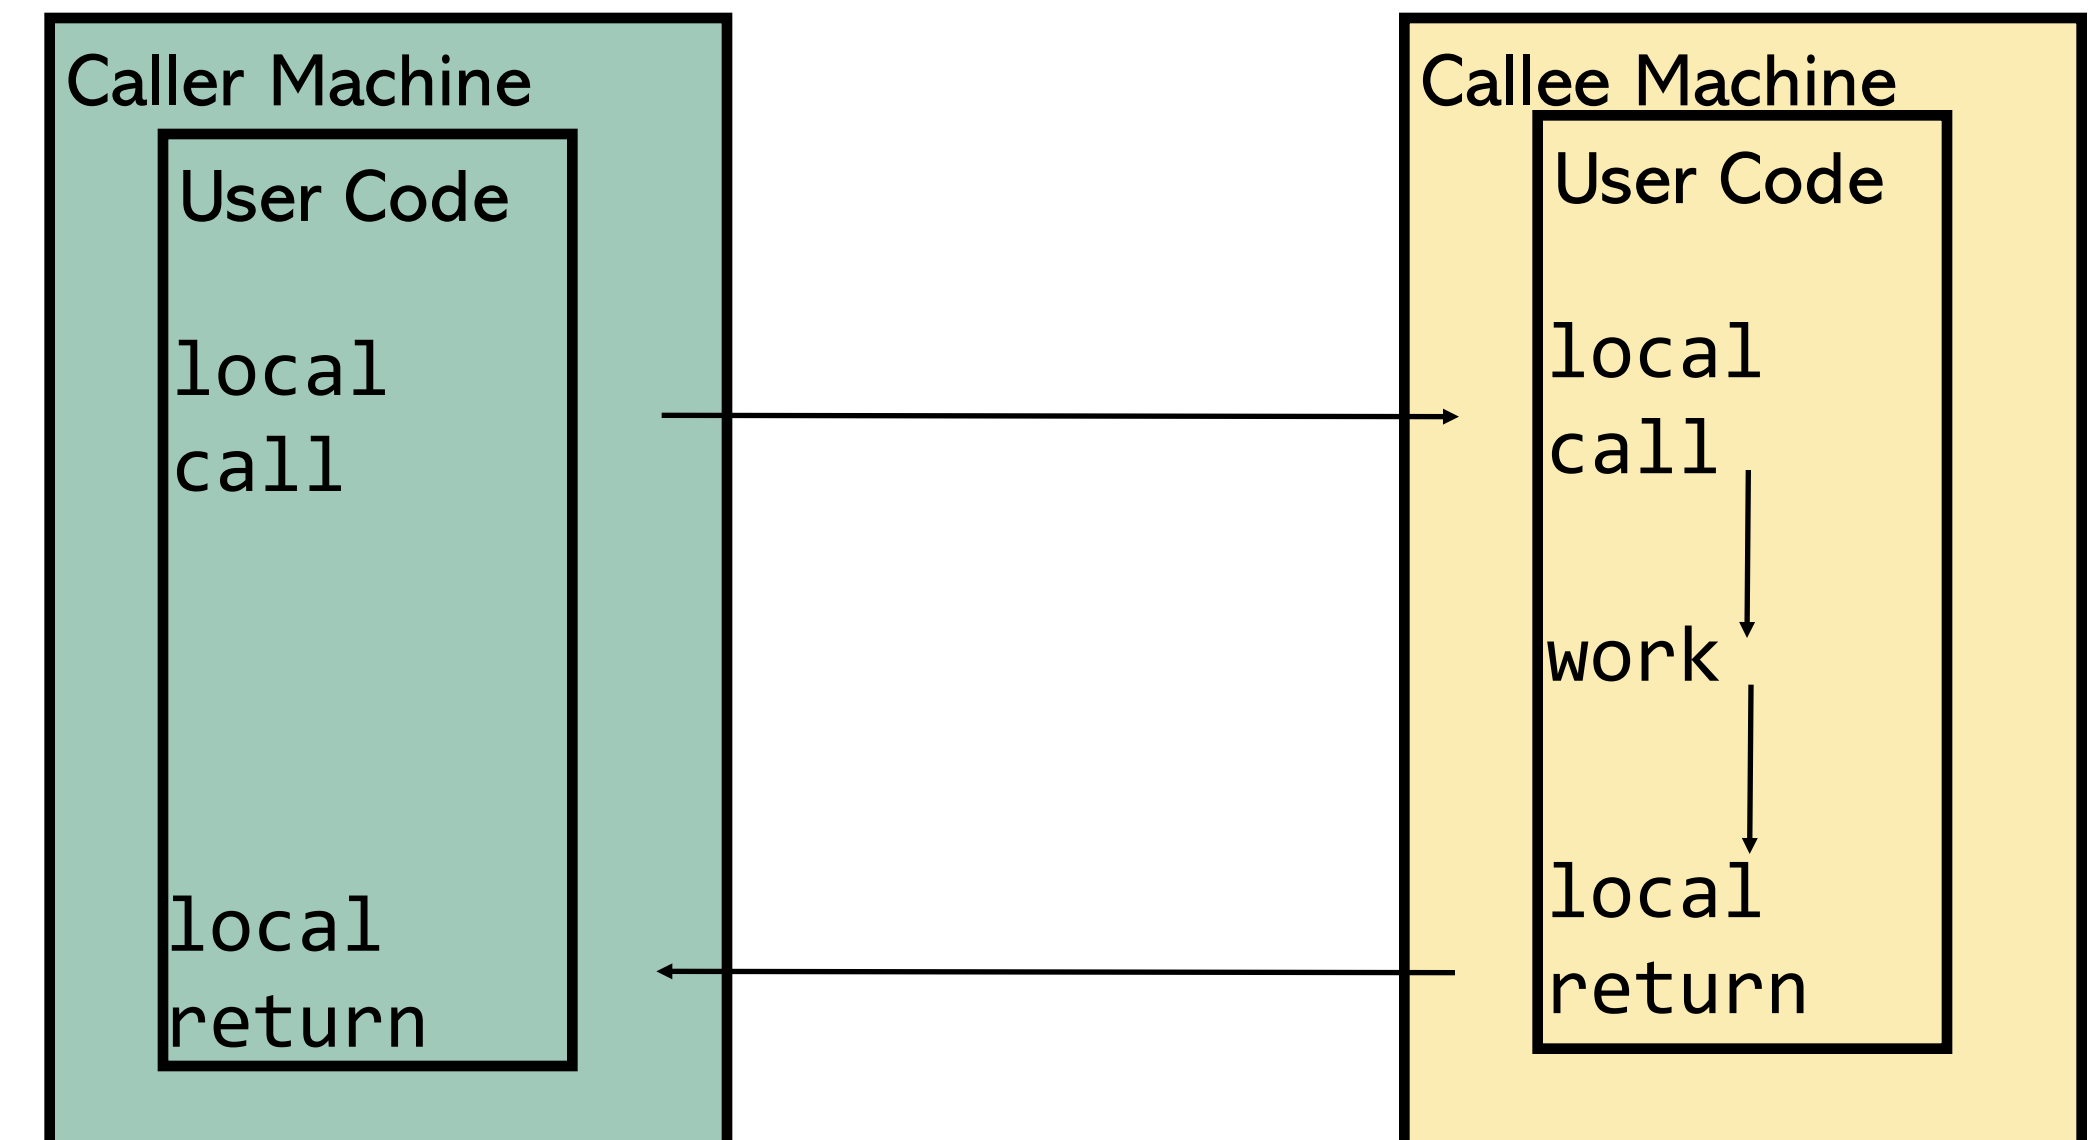 Caller Machine
User Code
local
call
local
return
Callee Machine
User Code
local
call
work
local
return